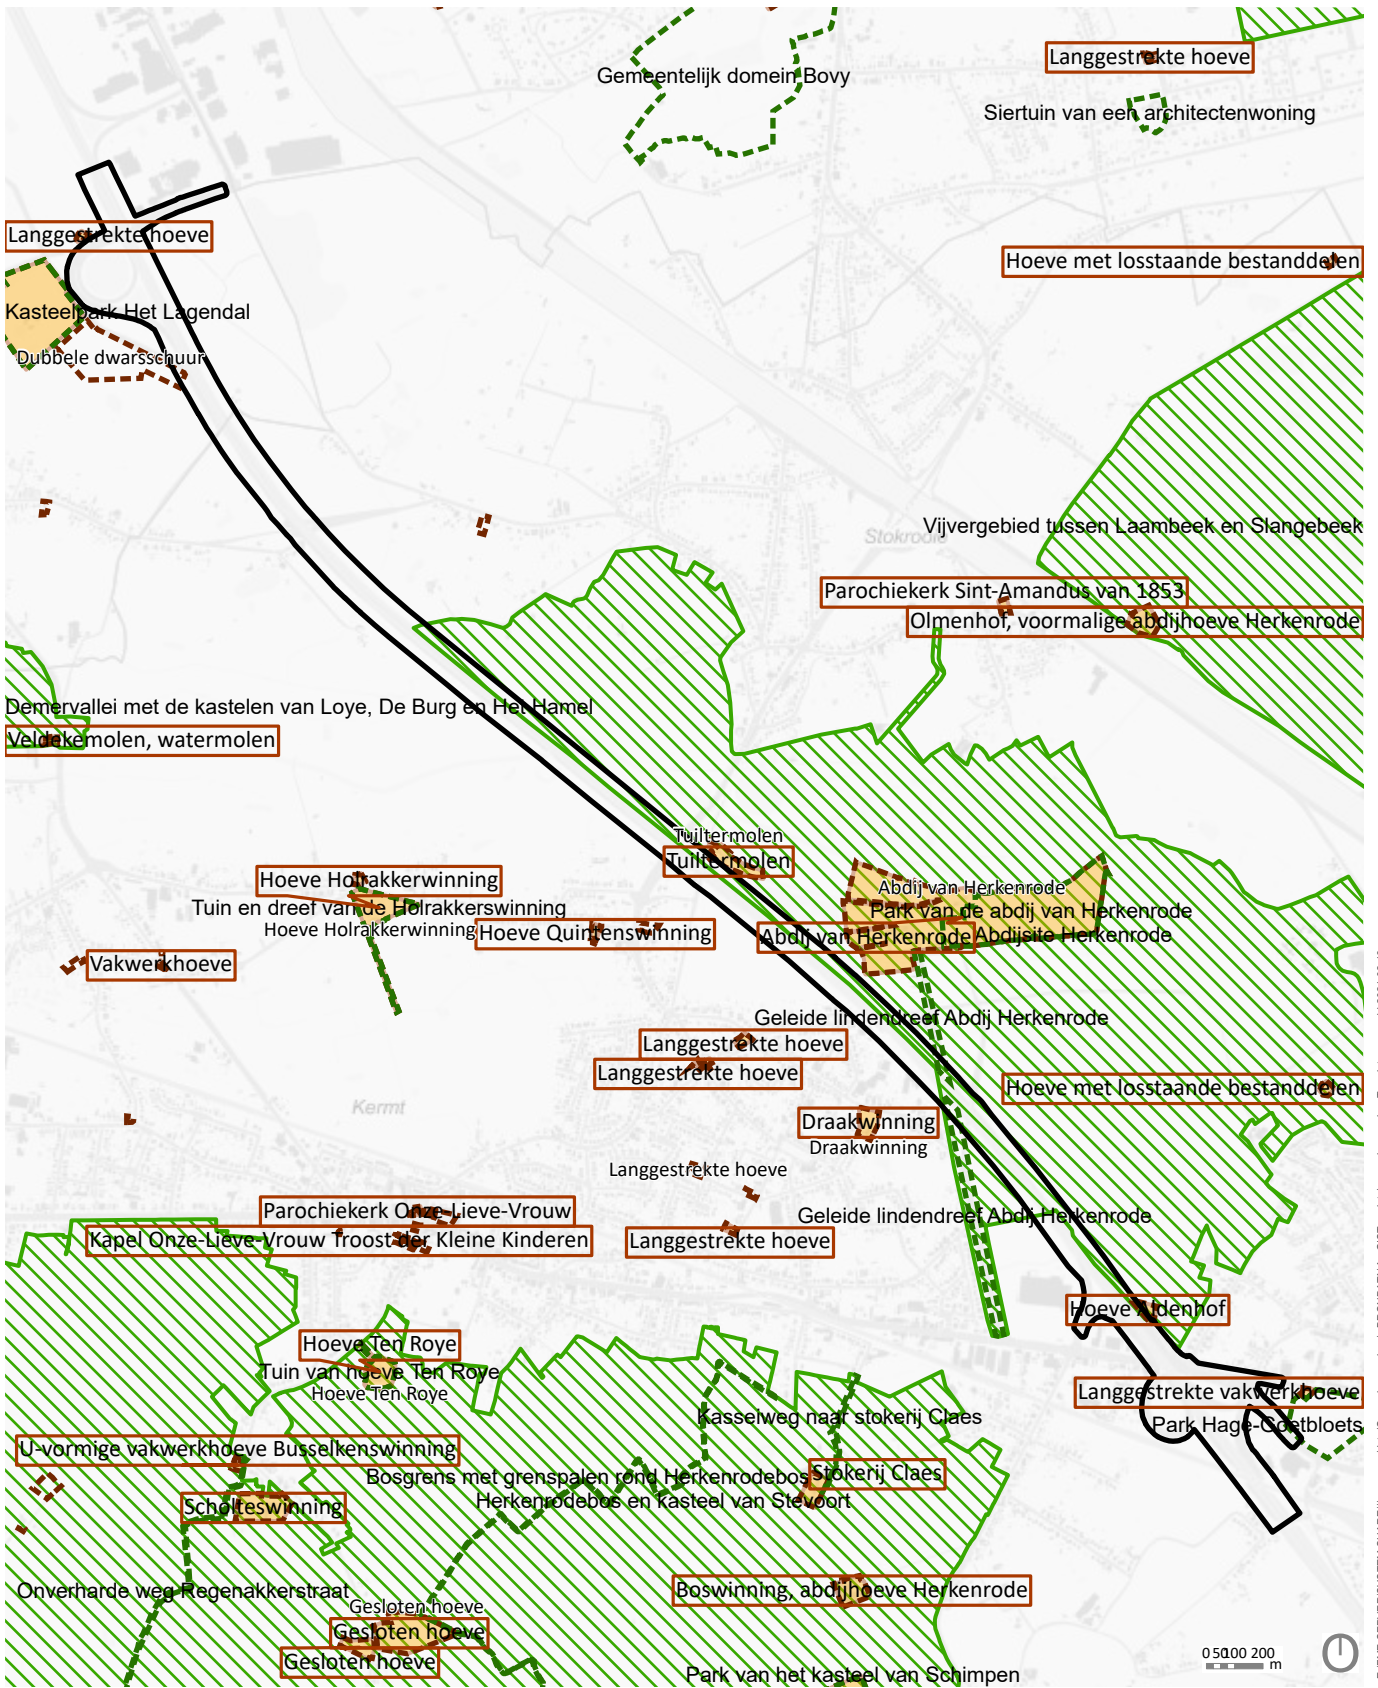 Langgestrekte hoeve
Gemeentelijk domein Bovy
Siertuin van een architectenwoning
Langgestrekte hoeve
Hoeve met losstaande bestanddelen
Kasteelpark Het Lagendal
Dubbele dwarsschuur
Vijvergebied tussen Laambeek en Slangebeek
Stokrooie
Parochiekerk Sint-Amandus van 1853
Olmenhof, voormalige abdijhoeve Herkenrode
Demervallei met de kastelen van Loye, De Burg en Het Hamel
Veldekemolen, watermolen
Tuiltermolen
Tuiltermolen
Hoeve Holrakkerwinning
Abdij van Herkenrode
Tuin en dreef van de Holrakkerswinning
Park van de abdij van Herkenrode
Hoeve Holrakkerwinning
Hoeve Quintenswinning
Abdij van Herkenrode
Abdijsite Herkenrode
Vakwerkhoeve
Geleide lindendreef Abdij Herkenrode
Langgestrekte hoeve
Langgestrekte hoeve
Hoeve met losstaande bestanddelen
Kermt
Draakwinning
Draakwinning
Langgestrekte hoeve
Parochiekerk Onze-Lieve-Vrouw
Geleide lindendreef Abdij Herkenrode
Kapel Onze-Lieve-Vrouw Troost der Kleine Kinderen
Langgestrekte hoeve
Hoeve Aldenhof
Hoeve Ten Roye
Tuin van hoeve Ten Roye
Hoeve Ten Roye
Langgestrekte vakwerkhoeve
Kasseiweg naar stokerij Claes
Park Hage-Goetbloets
U-vormige vakwerkhoeve Busselkenswinning
Bosgrens met grenspalen rond Herkenrodebos
Stokerij Claes
Herkenrodebos en kasteel van Stevoort
Scholteswinning
Onverharde weg Regenakkerstraat
Boswinning, abdijhoeve Herkenrode
Gesloten hoeve
Gesloten hoeve
Gesloten hoeve
0 50 100 200
m
Park van het kasteel van Schimpen